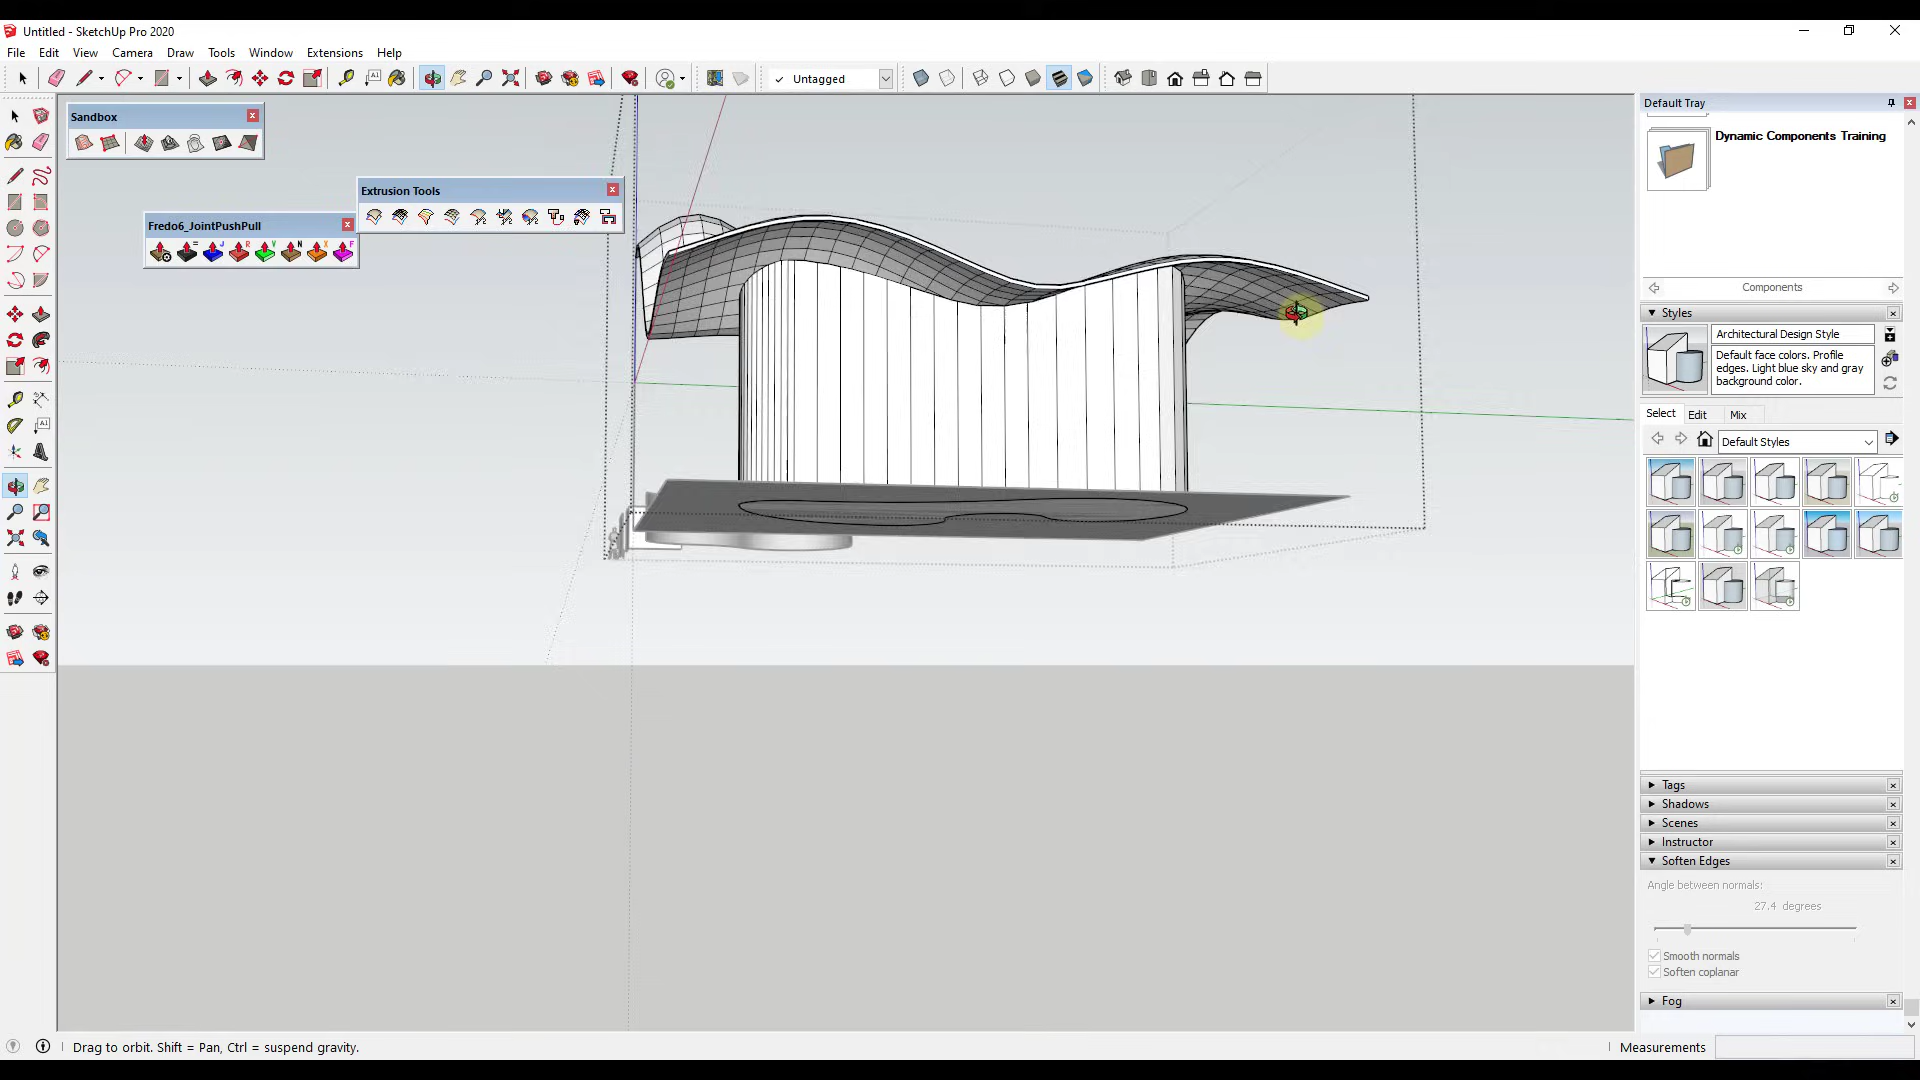 Untitled - SketchUp Pro 2020
File Edit View Camera Draw Tools Window Extensions Help
Untagged
Default Tray
Sandbox
Dynamic Components Training
Extrusion Tools
Fredo6_JointPushPull
Components
Styles
Architectural Design Style
Default face colors. Profile
edges. Light blue sky and gray
background color.
Select Edit Mix
Default Styles
Tags
Shadows
Scenes
Instructor
Soften Edges
Angle between normals:
27.4 degrees
Smooth normals
Soften coplanar
Fog
Drag to orbit. Shift = Pan, Ctrl = suspend gravity.
Measurements